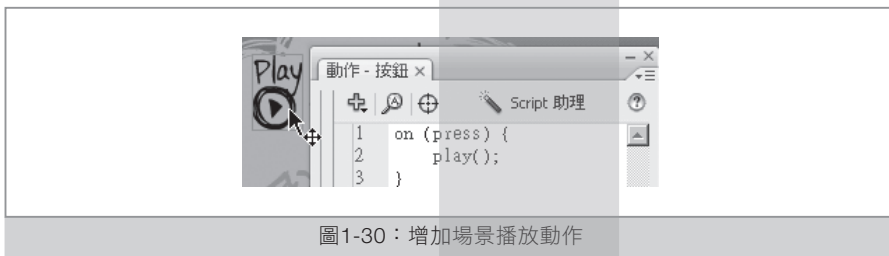 Play
動作 - 按鈕 ×
Script 助理
1 on (press) {
2 play();
3 }
圖1-30：增加場景播放動作